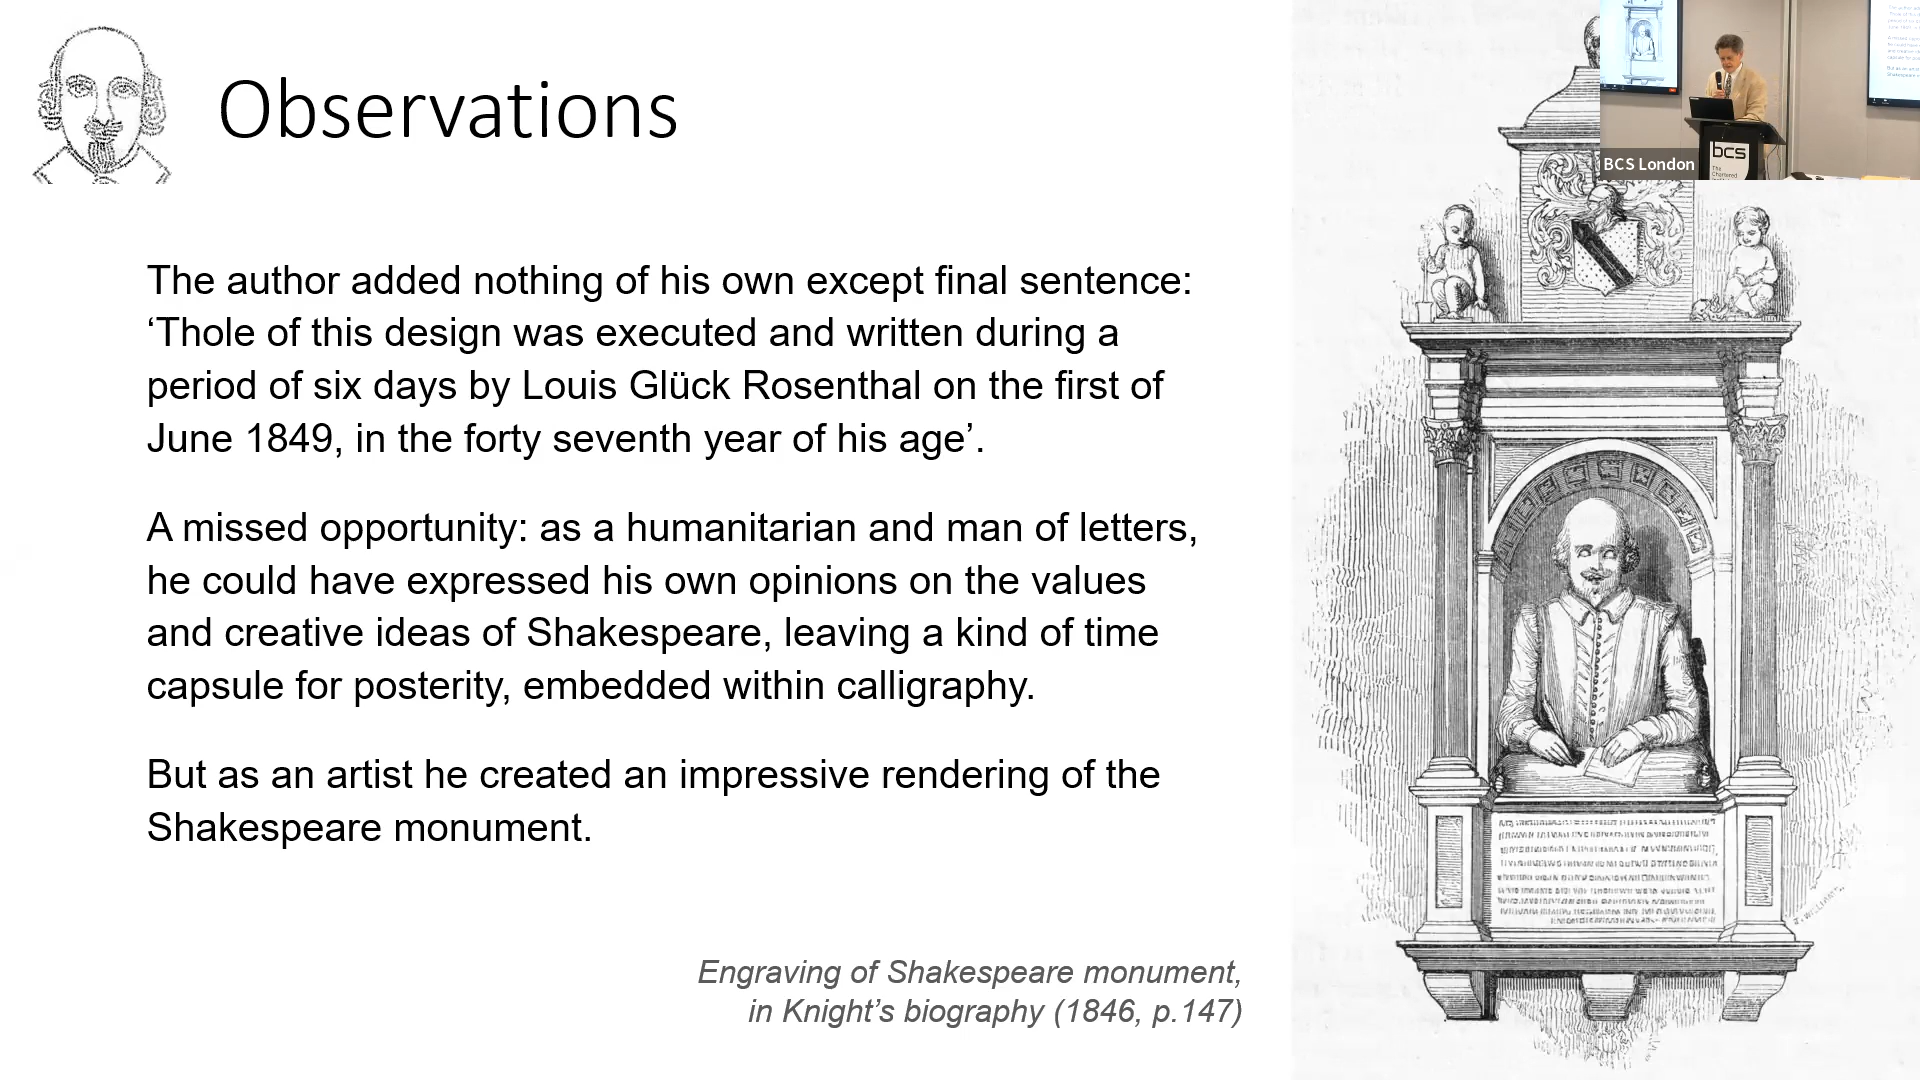 Observations
The author added nothing of his own except final sentence:
‘Thole of this design was executed and written during a
period of six days by Louis Glück Rosenthal on the first of
June 1849, in the forty seventh year of his age’.
A missed opportunity: as a humanitarian and man of letters,
he could have expressed his own opinions on the values
and creative ideas of Shakespeare, leaving a kind of time
capsule for posterity, embedded within calligraphy.
But as an artist he created an impressive rendering of the
Shakespeare monument.
Engraving of Shakespeare monument,
in Knight’s biography (1846, p.147)
BCS London
bcs
The
Chartered